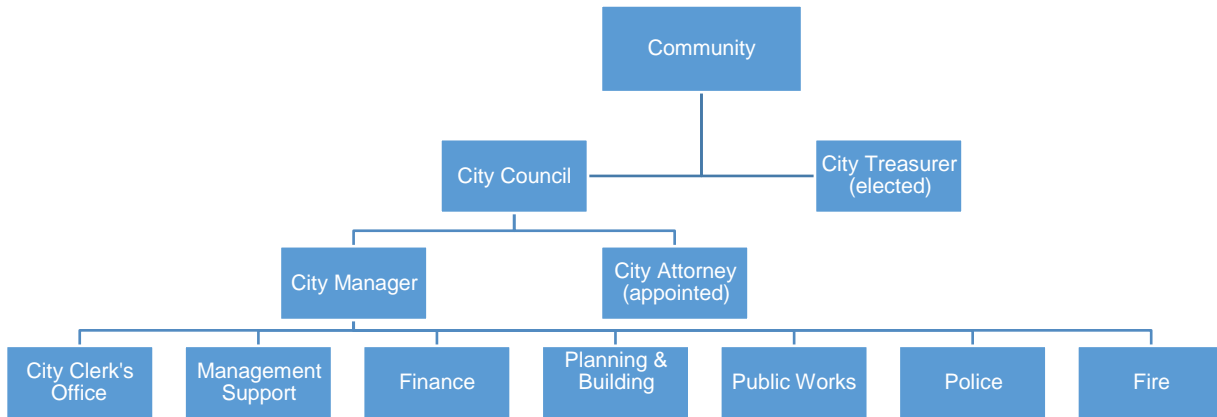 Community
City Council
City Treasurer
(elected)
City Manager
City Attorney
(appointed)
City Clerk's
Office
Management
Support
Finance
Planning &
Building
Public Works
Police
Fire